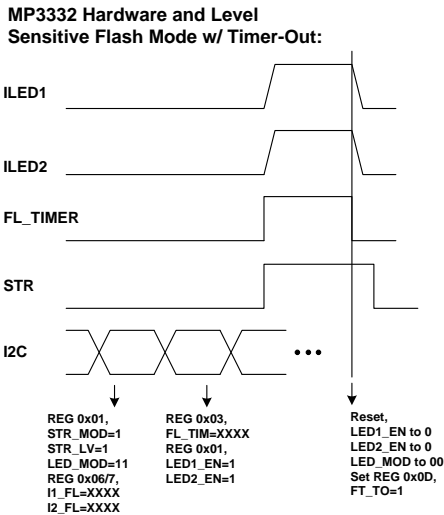 MP3332 Hardware and Level
Sensitive Flash Mode w/ Timer-Out:
ILED1
ILED2
FL_TIMER
STR
I2C
REG 0x01,
STR_MOD=1
STR_LV=1
LED_MOD=11
REG 0x06/7,
I1_FL=XXXX
I2_FL=XXXX
REG 0x03,
FL_TIM=XXXX
REG 0x01,
LED1_EN=1
LED2_EN=1
Reset,
LED1_EN to 0
LED2_EN to 0
LED_MOD to 00
Set REG 0x0D,
FT_TO=1